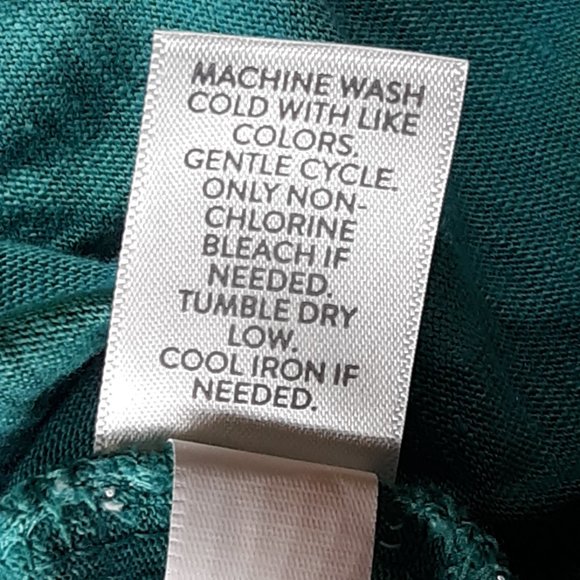 MACHINE WASH
COLD WITH LIKE
COLORS.
GENTLE CYCLE.
ONLY NON-
CHLORINE
BLEACH IF
NEEDED.
TUMBLE DRY
LOW.
COOL IRON IF
NEEDED.